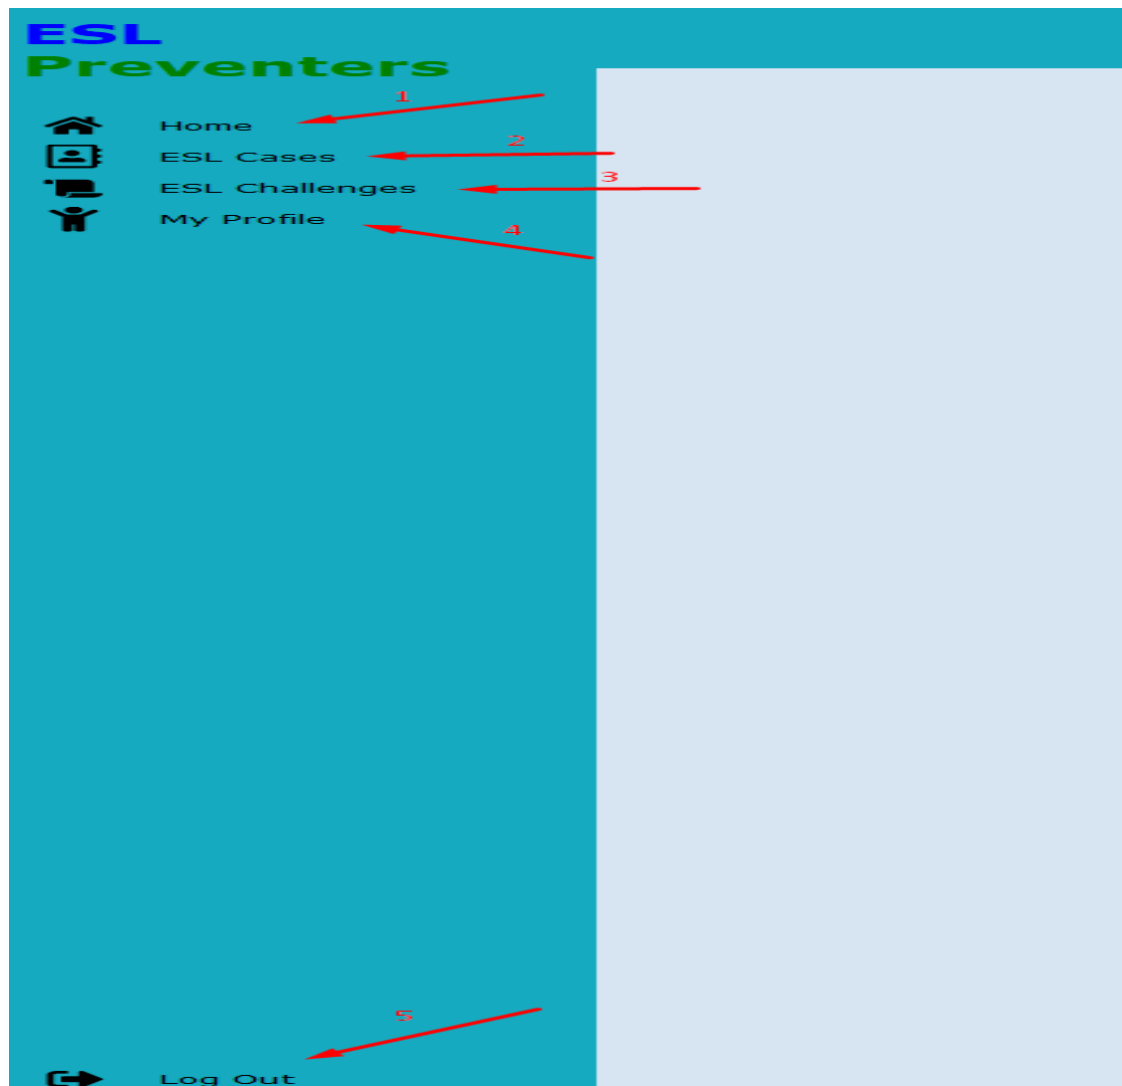 ESL
Preventers
1
Home
2
ESL Cases
3
ESL Challenges
4
My Profile
5
Log Out